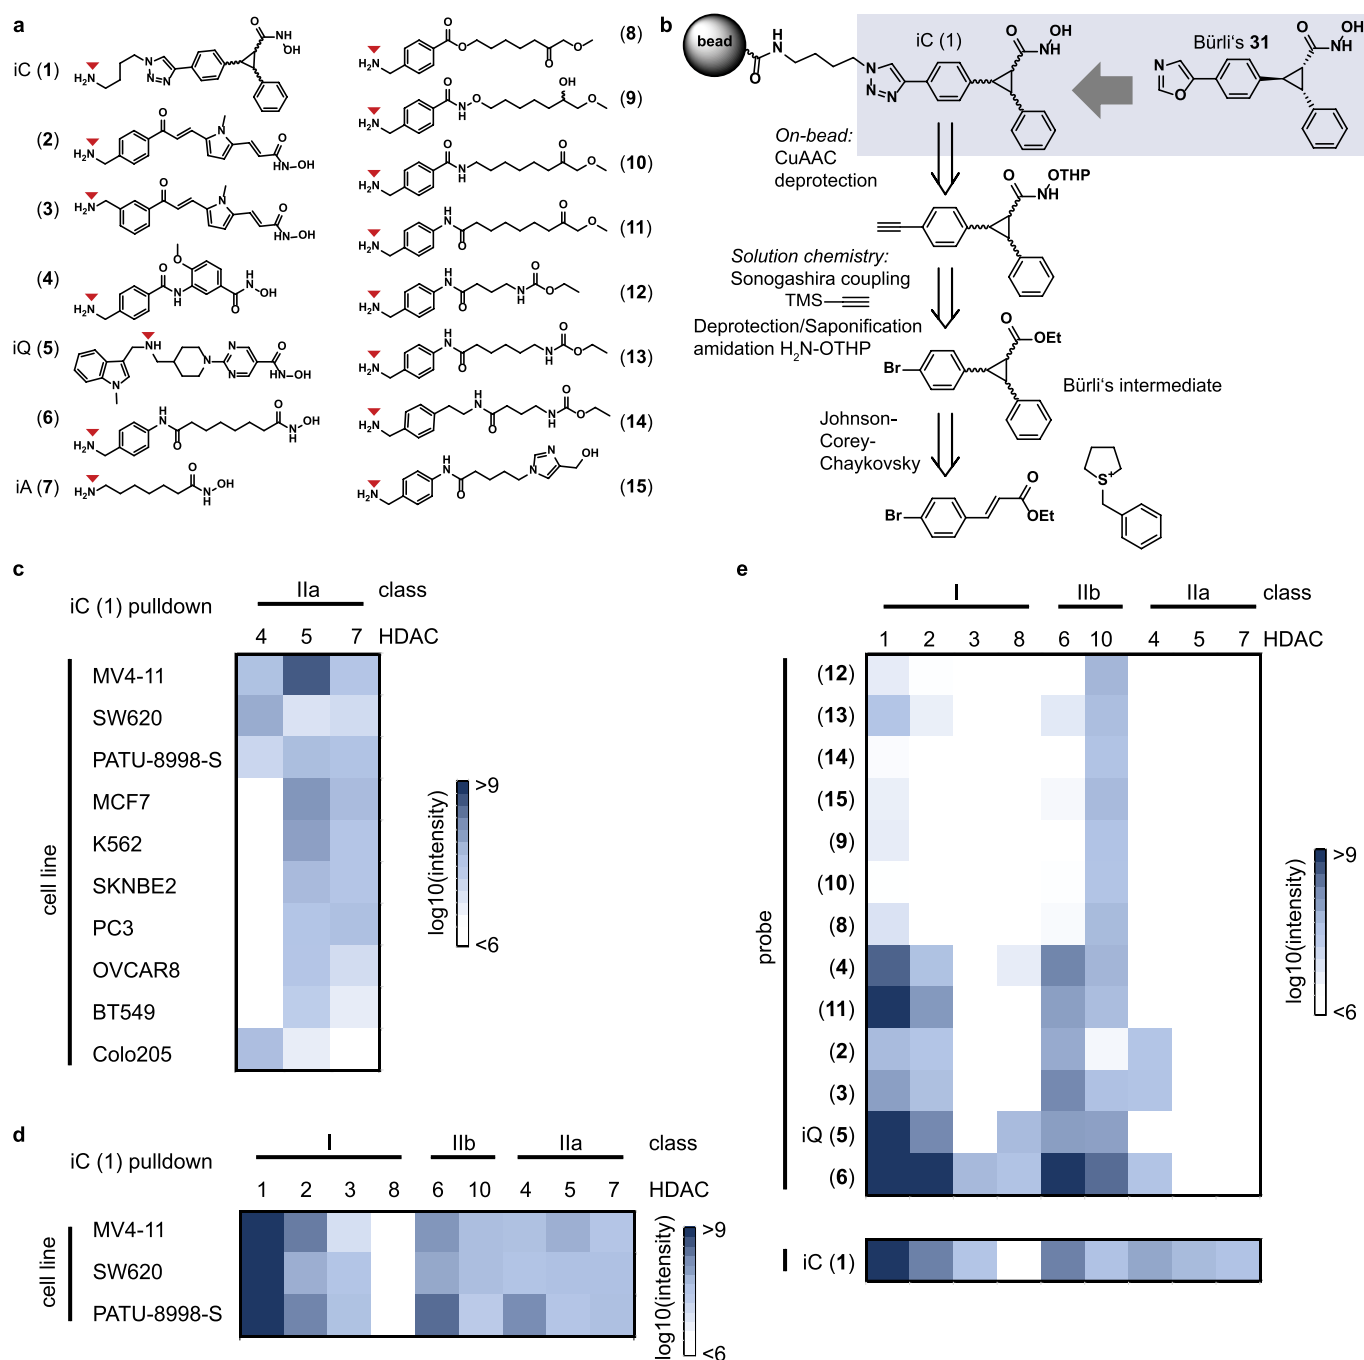 a
iC (1)
(2)
(3)
(4)
iQ (5)
(6)
iA (7)
(8)
(9)
(10)
(11)
(12)
(13)
(14)
(15)
b
bead
iC (1)
Bürli's 31
On-bead:
CuAAC
deprotection
Solution chemistry:
Sonogashira coupling
TMS
Deprotection/Saponification
amidation H2N-OTHP
Bürli's intermediate
Johnson-
Corey-
Chaykovsky
c
IIa class
iC (1) pulldown
4 5 7 HDAC
cell line
MV4-11
SW620
PATU-8998-S
MCF7
K562
SKNBE2
PC3
OVCAR8
BT549
Colo205
log10(intensity)
>9
<6
d
I IIb IIa class
iC (1) pulldown
1 2 3 8 6 10 4 5 7 HDAC
cell line
MV4-11
SW620
PATU-8998-S
log10(intensity)
>9
<6
e
I IIb IIa class
1 2 3 8 6 10 4 5 7 HDAC
probe
(12)
(13)
(14)
(15)
(9)
(10)
(8)
(4)
(11)
(2)
(3)
iQ (5)
(6)
iC (1)
log10(intensity)
>9
<6